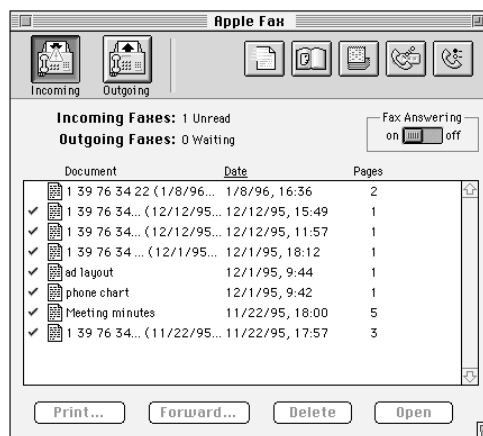 Apple Fax
Incoming Outgoing
Incoming Faxes: 1 Unread
Outgoing Faxes: 0 Waiting
Fax Answering
on off
Document Date Pages
1 39 76 34 22 (1/8/96... 1/8/96, 16:36 2
1 39 76 34... (12/12/95... 12/12/95, 15:49 1
1 39 76 34... (12/12/95... 12/12/95, 11:57 1
1 39 76 34 ... (12/1/95... 12/1/95, 18:12 1
ad layout 12/1/95, 9:44 1
phone chart 12/1/95, 9:42 1
Meeting minutes 11/22/95, 18:00 5
1 39 76 34... (11/22/95... 11/22/95, 17:57 3
Print... Forward... Delete Open